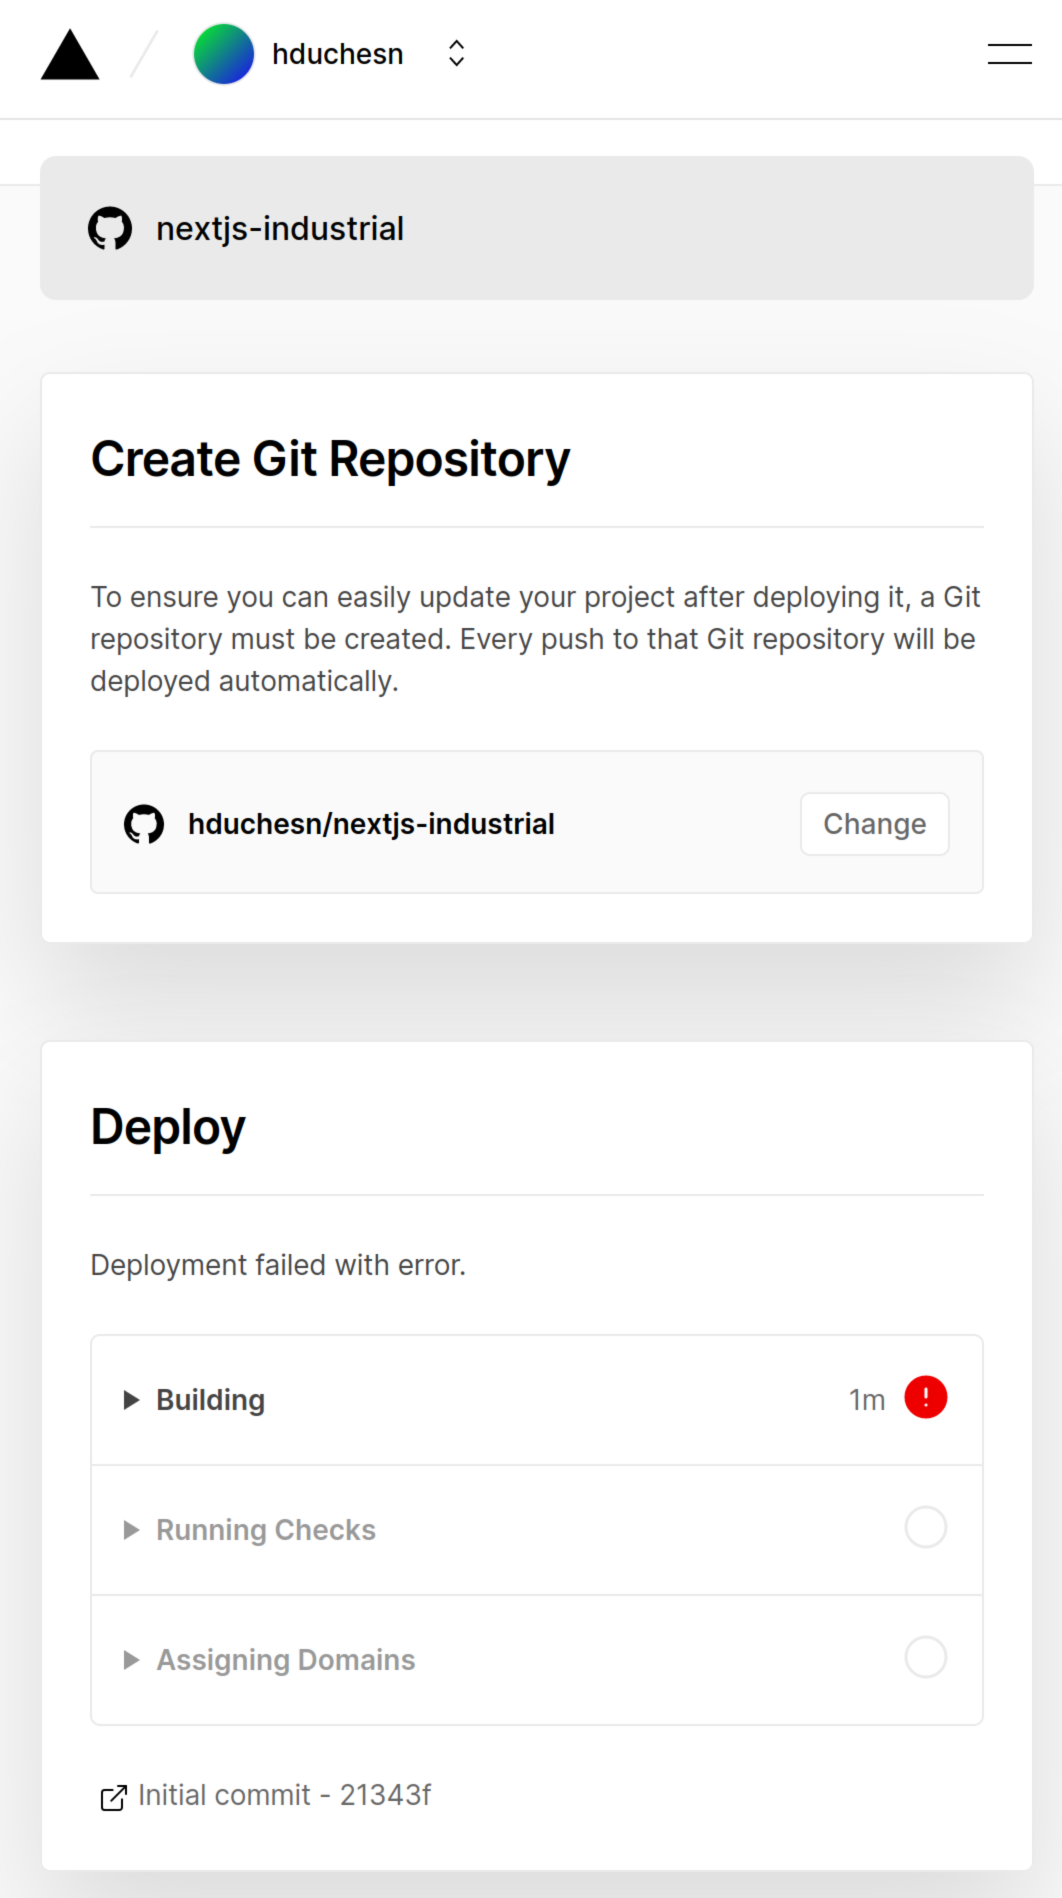 hduchesn
nextjs-industrial
Create Git Repository
To ensure you can easily update your project after deploying it, a Git
repository must be created. Every push to that Git repository will be
deployed automatically.
hduchesn/nextjs-industrial
Change
Deploy
Deployment failed with error.
Building 1m
Running Checks
Assigning Domains
Initial commit - 21343f